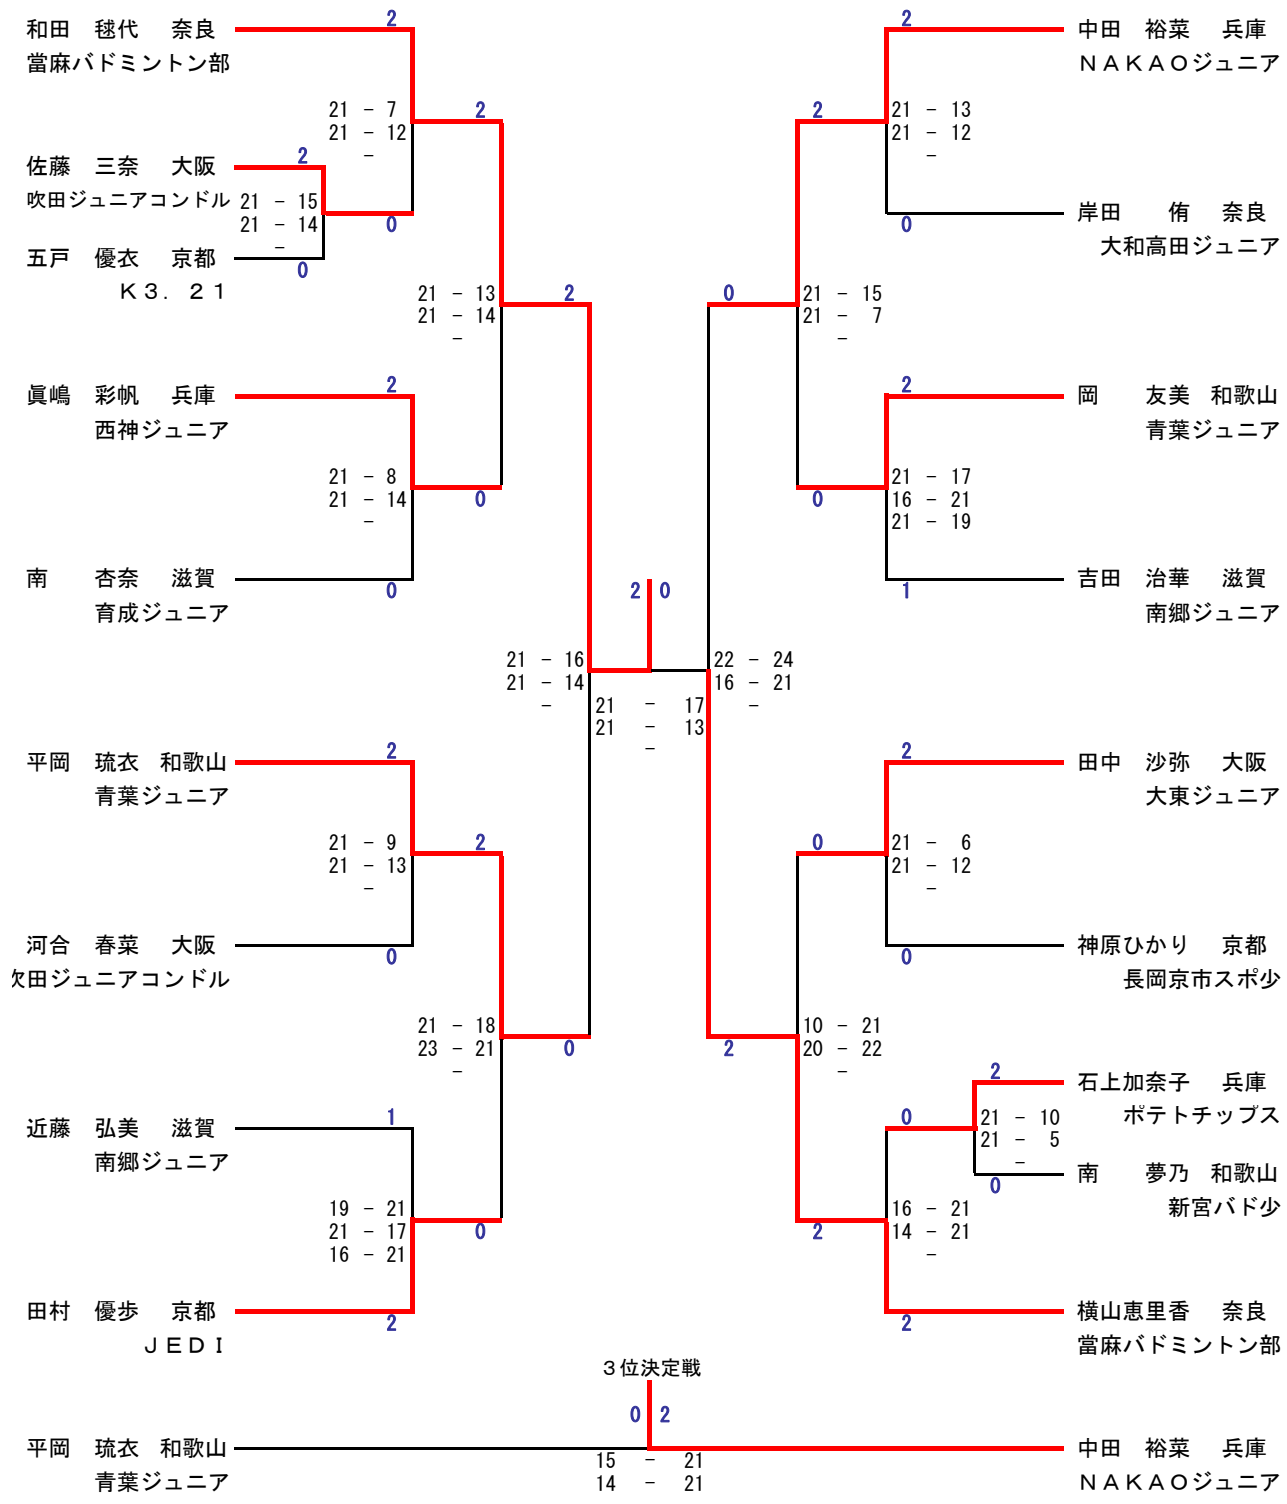 和田　毬代　奈良
當麻バドミントン部
2
21 － 7
21 － 12
－
2
佐藤　三奈　大阪
吹田ジュニアコンドル
2
21 － 15
21 － 14
－
0
五戸　優衣　京都
Ｋ３．２１
0
21 － 13
21 － 14
－
2
眞嶋　彩帆　兵庫
西神ジュニア
2
21 － 8
21 － 14
－
0
南　　杏奈　滋賀
育成ジュニア
0
21 － 16
21 － 14
－
平岡　琉衣　和歌山
青葉ジュニア
2
21 － 9
21 － 13
－
2
河合　春菜　大阪
吹田ジュニアコンドル
0
21 － 18
23 － 21
－
0
近藤　弘美　滋賀
南郷ジュニア
1
19 － 21
21 － 17
16 － 21
0
田村　優歩　京都
ＪＥＤＩ
2
2 0
21 － 17
21 － 13
－
中田　裕菜　兵庫
ＮＡＫＡＯジュニア
2
21 － 13
21 － 12
－
2
岸田　　侑　奈良
大和高田ジュニア
0
0
21 － 15
21 － 7
－
岡　　友美　和歌山
青葉ジュニア
2
21 － 17
16 － 21
21 － 19
0
吉田　治華　滋賀
南郷ジュニア
1
22 － 24
16 － 21
－
田中　沙弥　大阪
大東ジュニア
2
21 － 6
21 － 12
－
0
神原ひかり　京都
長岡京市スポ少
0
10 － 21
20 － 22
－
2
石上加奈子　兵庫
ポテトチップス
2
21 － 10
21 － 5
－
0
南　　夢乃　和歌山
新宮バド少
0
16 － 21
14 － 21
－
2
横山恵里香　奈良
當麻バドミントン部
2
３位決定戦
0 2
平岡　琉衣　和歌山
青葉ジュニア
15 － 21
14 － 21
中田　裕菜　兵庫
ＮＡＫＡＯジュニア